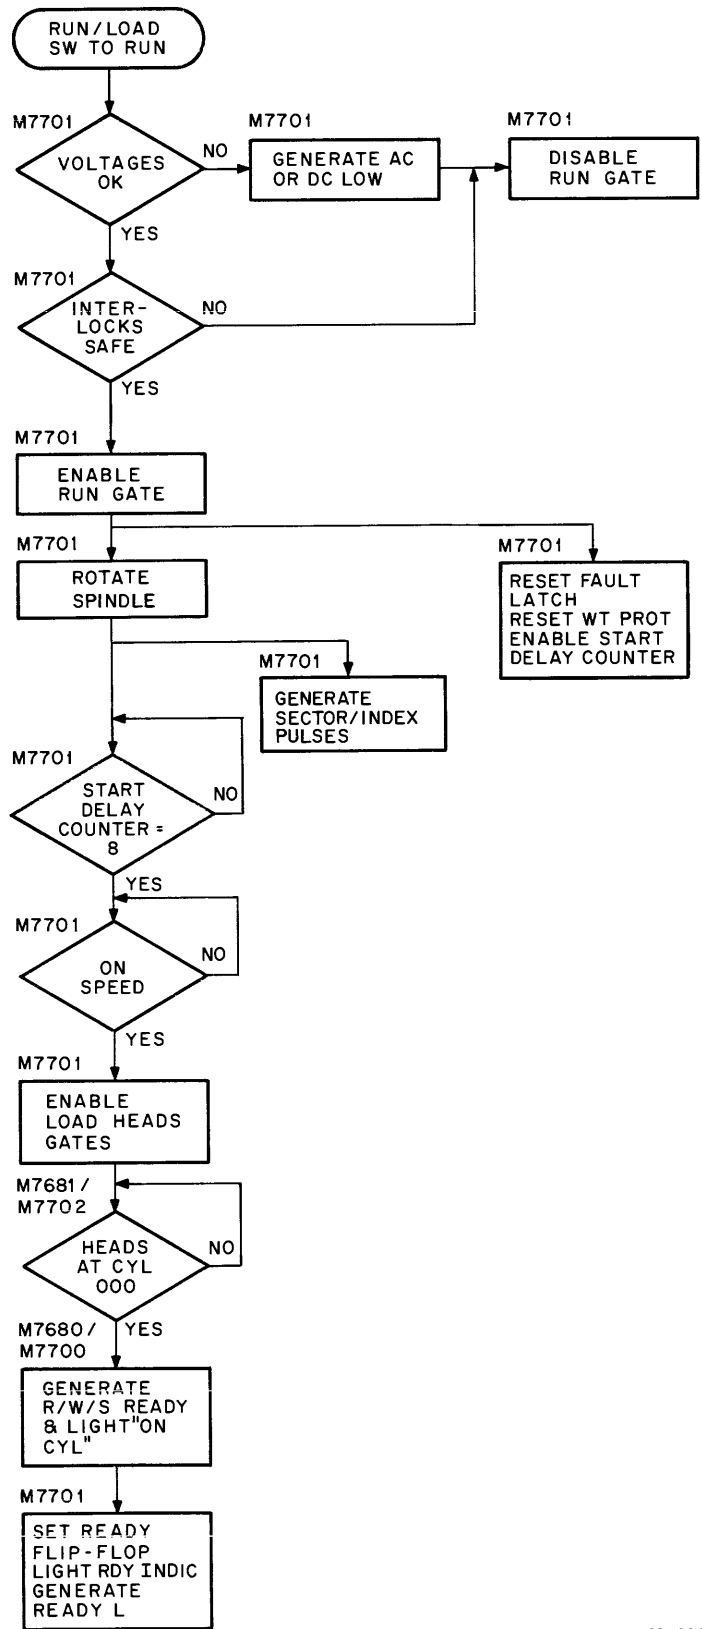 RUN/LOAD
SW TO RUN
M7701
VOLTAGES
OK
NO
YES
M7701
GENERATE AC
OR DC LOW
M7701
DISABLE
RUN GATE
M7701
INTER-
LOCKS
SAFE
NO
YES
M7701
ENABLE
RUN GATE
M7701
ROTATE
SPINDLE
M7701
RESET FAULT
LATCH
RESET WT PROT
ENABLE START
DELAY COUNTER
M7701
GENERATE
SECTOR/INDEX
PULSES
M7701
START
DELAY
COUNTER =
8
NO
YES
M7701
ON
SPEED
NO
YES
M7701
ENABLE
LOAD HEADS
GATES
M7681/
M7702
HEADS
AT CYL
000
NO
YES
M7680/
M7700
GENERATE
R/W/S READY
& LIGHT "ON
CYL"
M7701
SET READY
FLIP-FLOP
LIGHT RDY INDIC
GENERATE
READY L